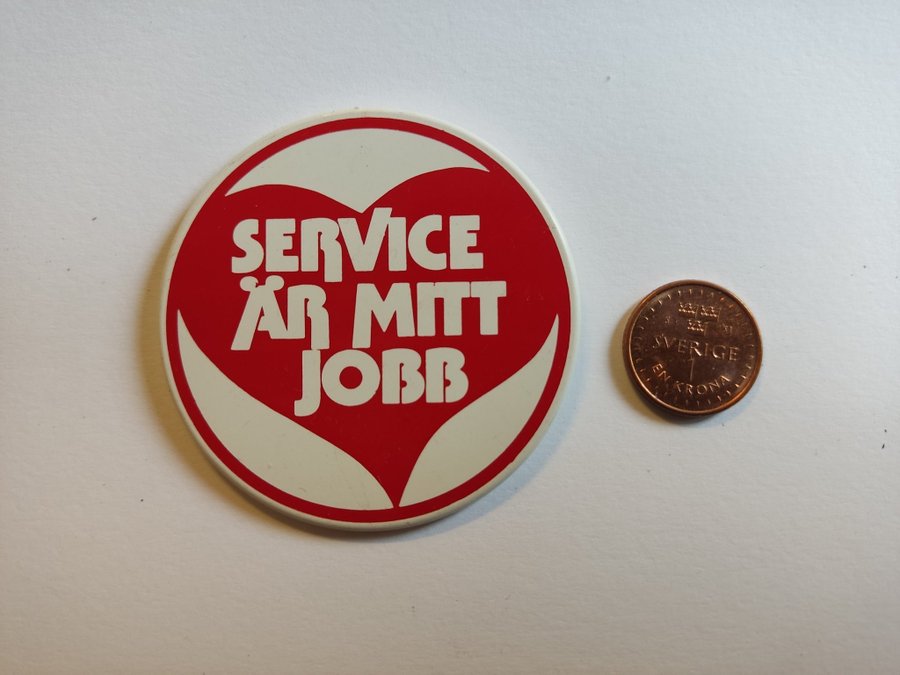 SERVICE
ÄR MITT
JOBB
SVERIGE
EN KRONA